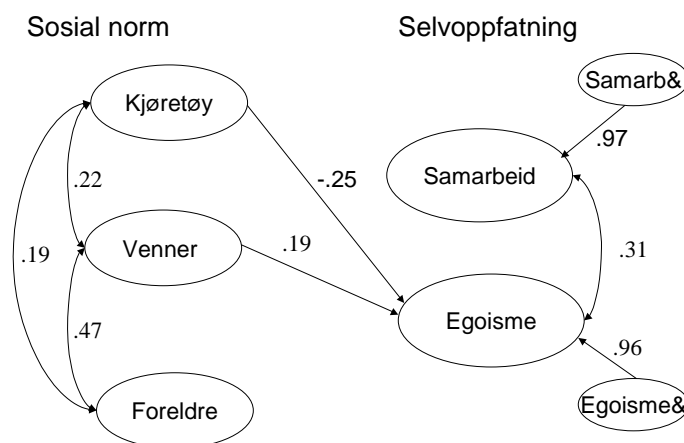 Sosial norm
Selvoppfatning
Samarb&
Kjøretøy
.97
.22
-.25
Samarbeid
Venner
.19
.19
.31
Egoisme
.47
.96
Foreldre
Egoisme&